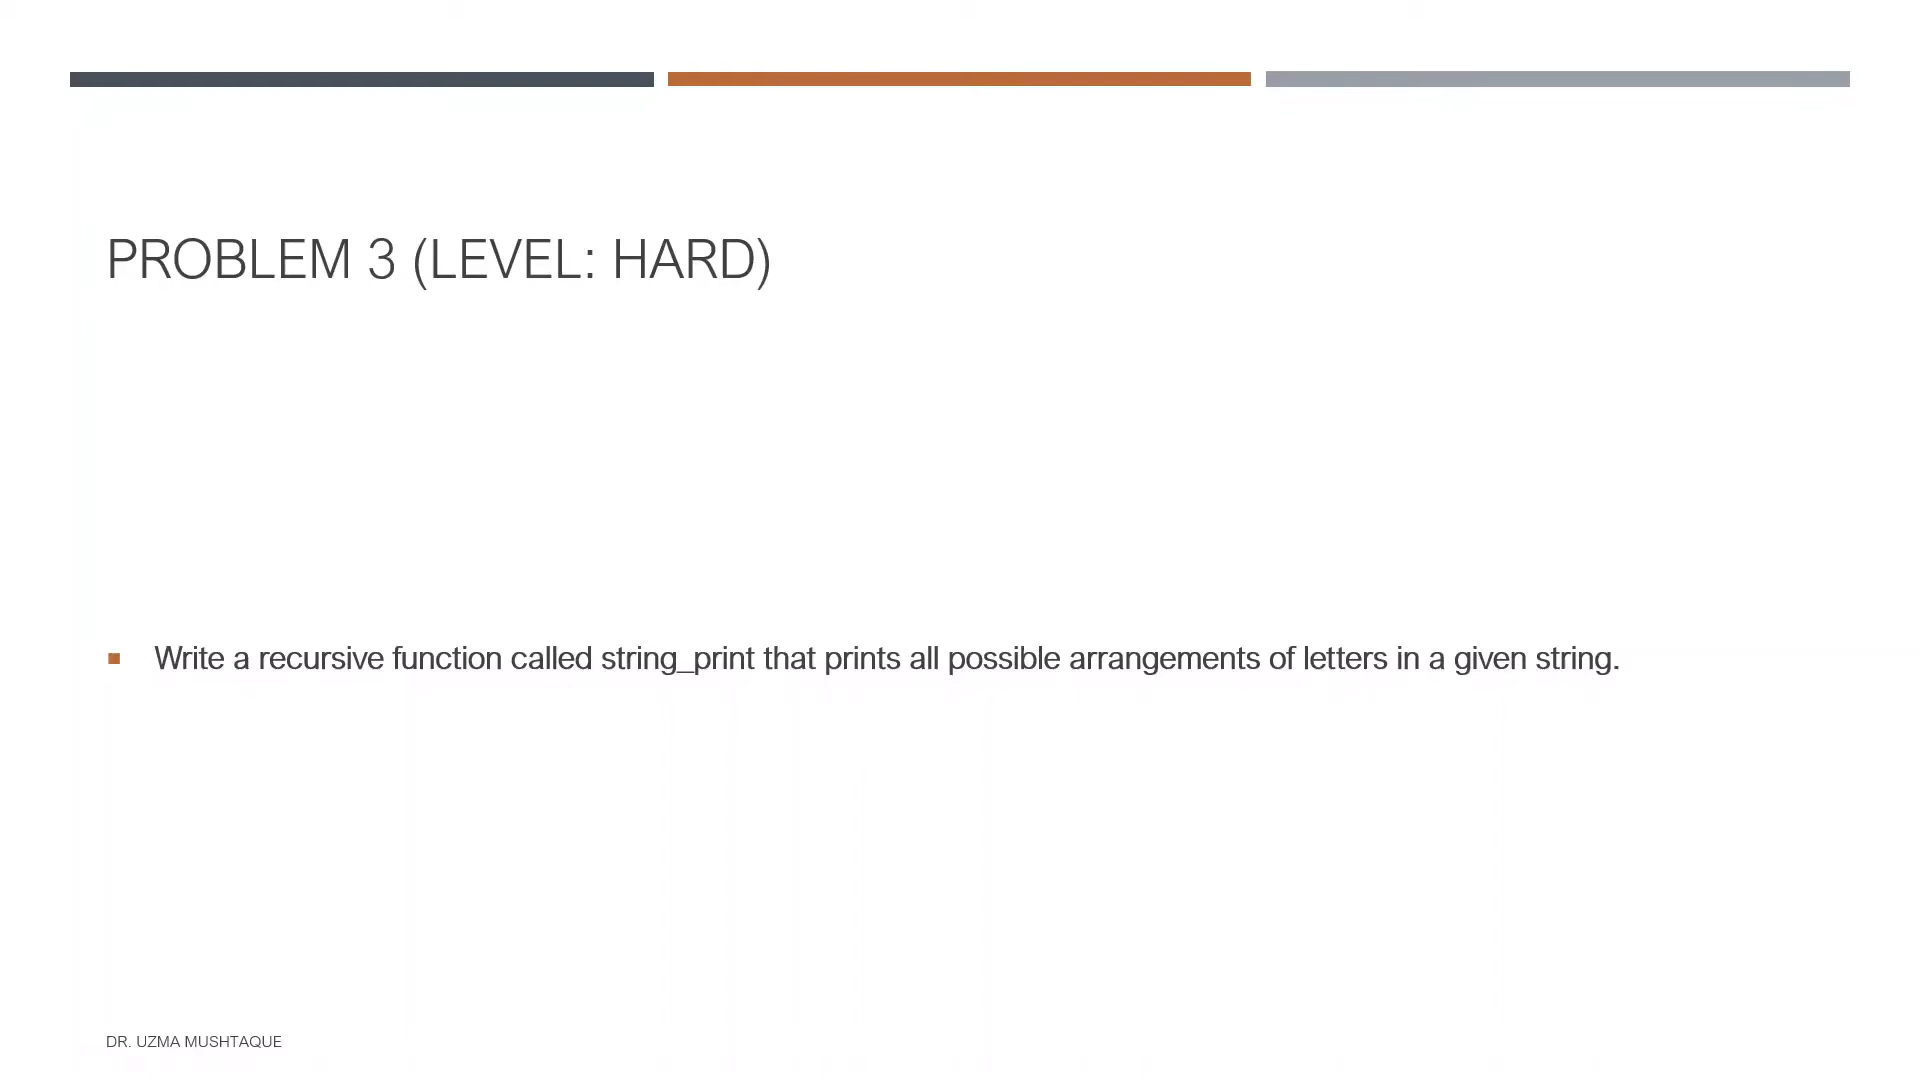 PROBLEM 3 (LEVEL: HARD)
Write a recursive function called string_print that prints all possible arrangements of letters in a given string.
DR. UZMA MUSHTAQUE